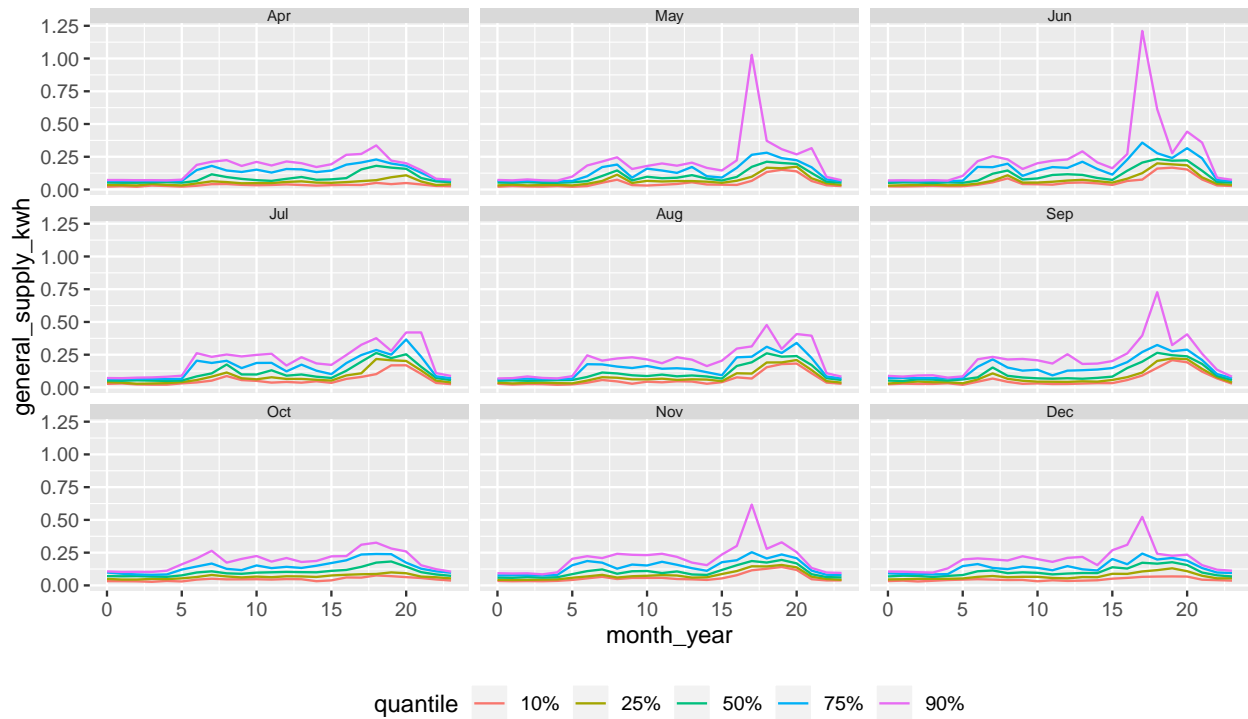 Apr May Jun
1.25
1.00
0.75
0.50
0.25
0.00
Jul Aug Sep
1.25
1.00
0.75
0.50
0.25
0.00
Oct Nov Dec
1.25
1.00
0.75
0.50
0.25
0.00
general_supply_kwh
0 5 10 15 20 0 5 10 15 20 0 5 10 15 20
month_year
quantile 10% 25% 50% 75% 90%